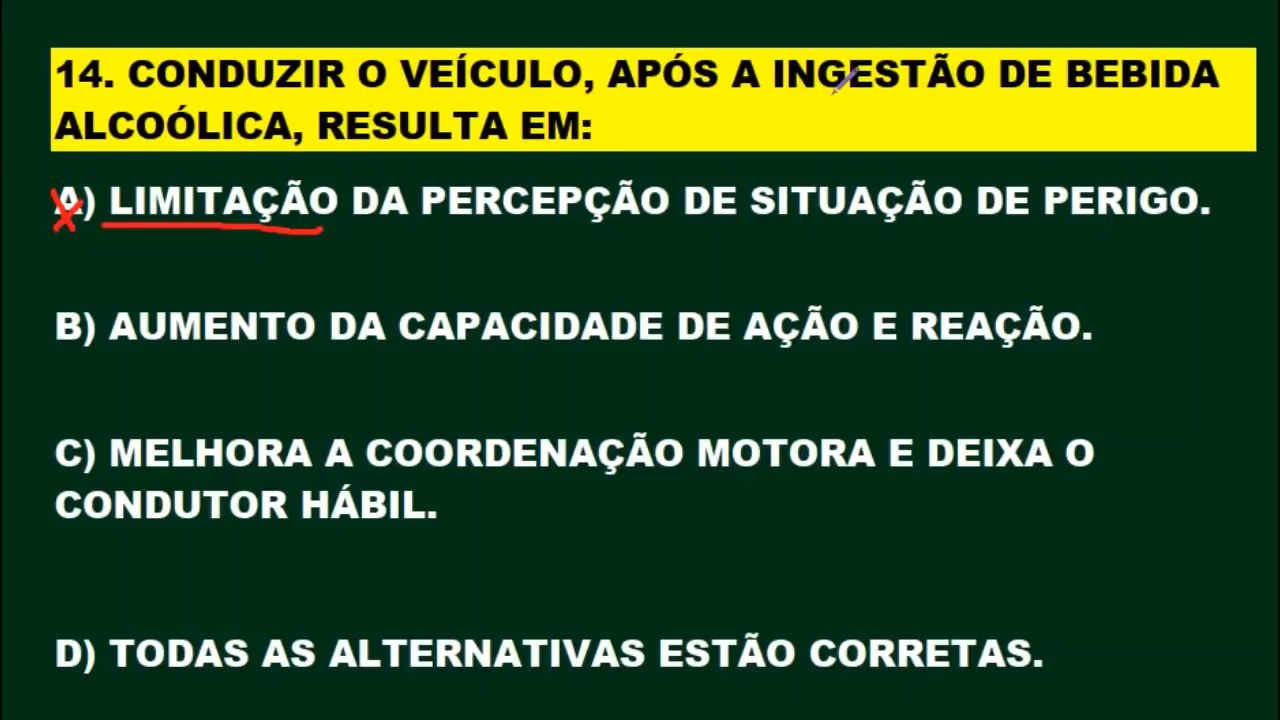 14. CONDUZIR O VEÍCULO, APÓS A INGESTÃO DE BEBIDA
ALCOÓLICA, RESULTA EM:
A) LIMITAÇÃO DA PERCEPÇÃO DE SITUAÇÃO DE PERIGO.
B) AUMENTO DA CAPACIDADE DE AÇÃO E REAÇÃO.
C) MELHORA A COORDENAÇÃO MOTORA E DEIXA O
CONDUTOR HÁBIL.
D) TODAS AS ALTERNATIVAS ESTÃO CORRETAS.